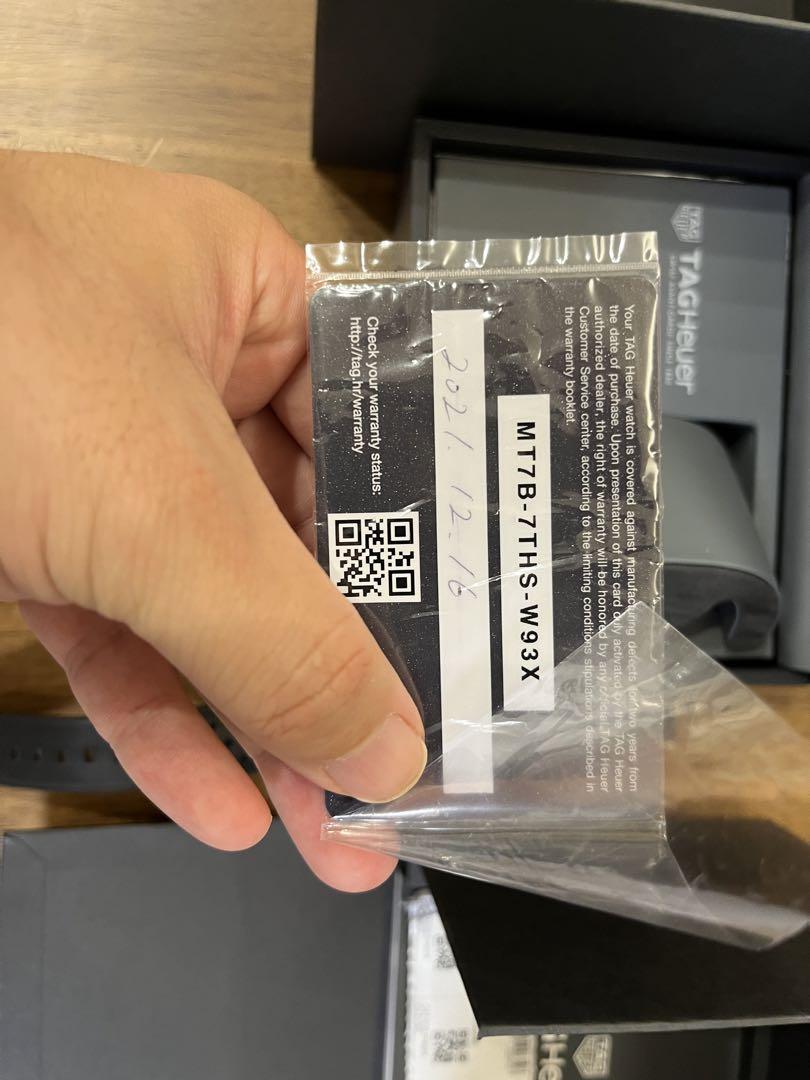 Your TAG Heuer watch is covered against manufacturing defects for two years from
the date of purchase. Upon presentation of this card duly activated by the TAG Heuer
authorized dealer, the right of warranty will be honored by any official TAG Heuer
Customer Service center, according to the limiting conditions stipulations described in
the warranty booklet.
MT7B-7THS-W93X
2021. 12. 16
Check your warranty status:
http://tag.hr/warranty
TAG
TAGHeuer